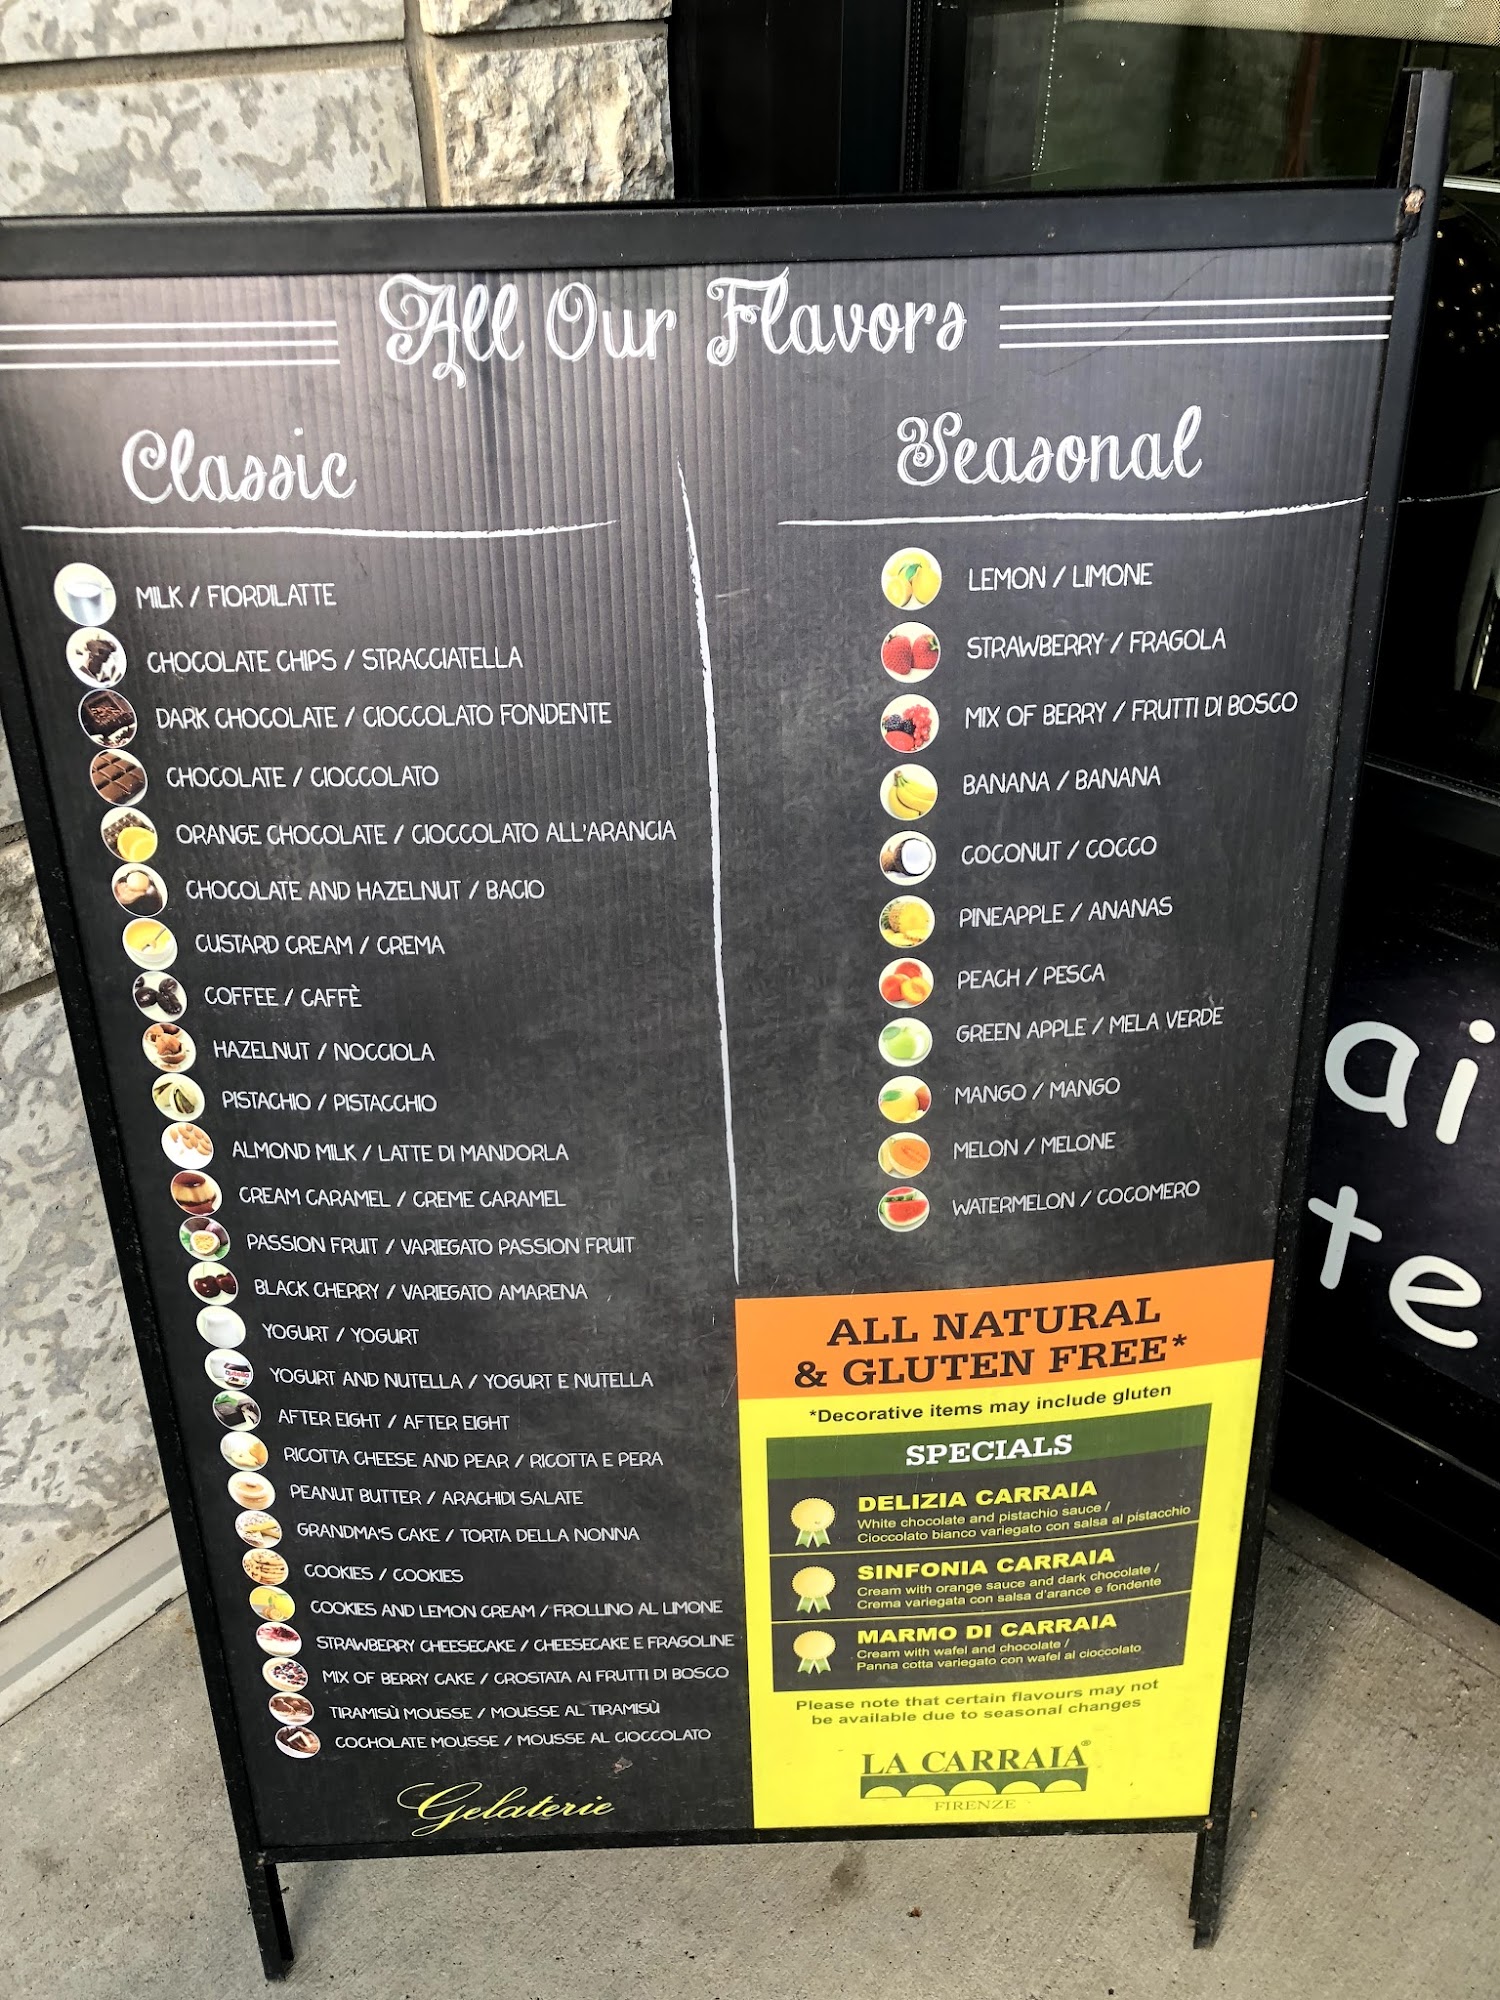 All Our Flavors
Classic
MILK / FIORDILATTE
CHOCOLATE CHIPS / STRACCIATELLA
DARK CHOCOLATE / CIOCCOLATO FONDENTE
CHOCOLATE / CIOCCOLATO
ORANGE CHOCOLATE / CIOCCOLATO ALL'ARANCIA
CHOCOLATE AND HAZELNUT / BACIO
CUSTARD CREAM / CREMA
COFFEE / CAFFÈ
HAZELNUT / NOCCIOLA
PISTACHIO / PISTACCHIO
ALMOND MILK / LATTE DI MANDORLA
CREAM CARAMEL / CREME CARAMEL
PASSION FRUIT / VARIEGATO PASSION FRUIT
BLACK CHERRY / VARIEGATO AMARENA
YOGURT / YOGURT
YOGURT AND NUTELLA / YOGURT E NUTELLA
nutella
AFTER EIGHT / AFTER EIGHT
RICOTTA CHEESE AND PEAR / RICOTTA E PERA
PEANUT BUTTER / ARACHIDI SALATE
GRANDMA'S CAKE / TORTA DELLA NONNA
COOKIES / COOKIES
COOKIES AND LEMON CREAM / FROLLINO AL LIMONE
STRAWBERRY CHEESECAKE / CHEESECAKE E FRAGOLINE
MIX OF BERRY CAKE / CROSTATA AI FRUTTI DI BOSCO
TIRAMISÙ MOUSSE / MOUSSE AL TIRAMISÙ
COCHOLATE MOUSSE / MOUSSE AL CIOCCOLATO
Gelaterie
Seasonal
LEMON / LIMONE
STRAWBERRY / FRAGOLA
MIX OF BERRY / FRUTTI DI BOSCO
BANANA / BANANA
COCONUT / COCCO
PINEAPPLE / ANANAS
PEACH / PESCA
GREEN APPLE / MELA VERDE
MANGO / MANGO
MELON / MELONE
WATERMELON / COCOMERO
ALL NATURAL
& GLUTEN FREE*
*Decorative items may include gluten
SPECIALS
DELIZIA CARRAIA
White chocolate and pistachio sauce /
Cioccolato bianco variegato con salsa al pistacchio
SINFONIA CARRAIA
Cream with orange sauce and dark chocolate /
Crema variegata con salsa d'arance e fondente
MARMO DI CARRAIA
Cream with wafel and chocolate /
Panna cotta variegato con wafel al cioccolato
Please note that certain flavours may not
be available due to seasonal changes
LA CARRAIA®
FIRENZE
ai
te